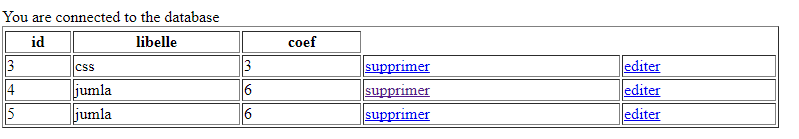 You are connected to the database
id libelle coef
3 css 3 supprimer editer
4 jumla 6 supprimer editer
5 jumla 6 supprimer editer